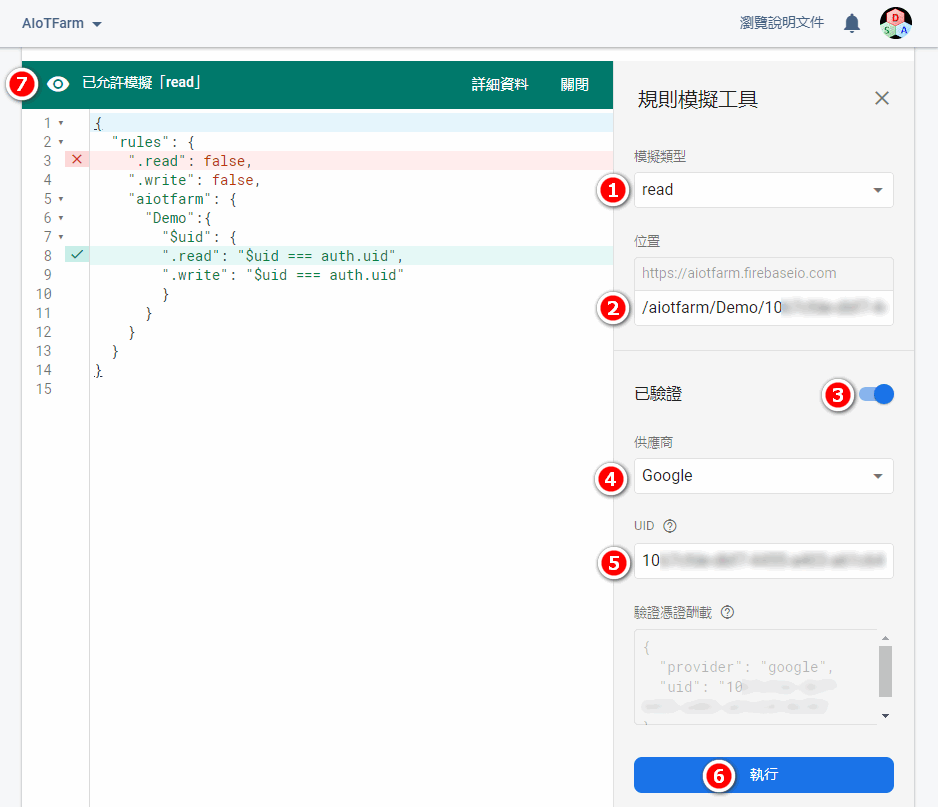 AIoTFarm
瀏覽說明文件
D
S A
7
已允許模擬「read」
詳細資料
關閉
1 {
2 "rules": {
3 ".read": false,
4 ".write": false,
5 "aiotfarm": {
6 "Demo":{
7 "$uid": {
8 ".read": "$uid === auth.uid",
9 ".write": "$uid === auth.uid"
10 }
11 }
12 }
13 }
14 }
15
規則模擬工具
模擬類型
1 read
位置
https://aiotfarm.firebaseio.com
2 /aiotfarm/Demo/10
已驗證 3
供應商
4 Google
UID
5 10
驗證憑證酬載
{
"provider": "google",
"uid": "10
}
6 執行